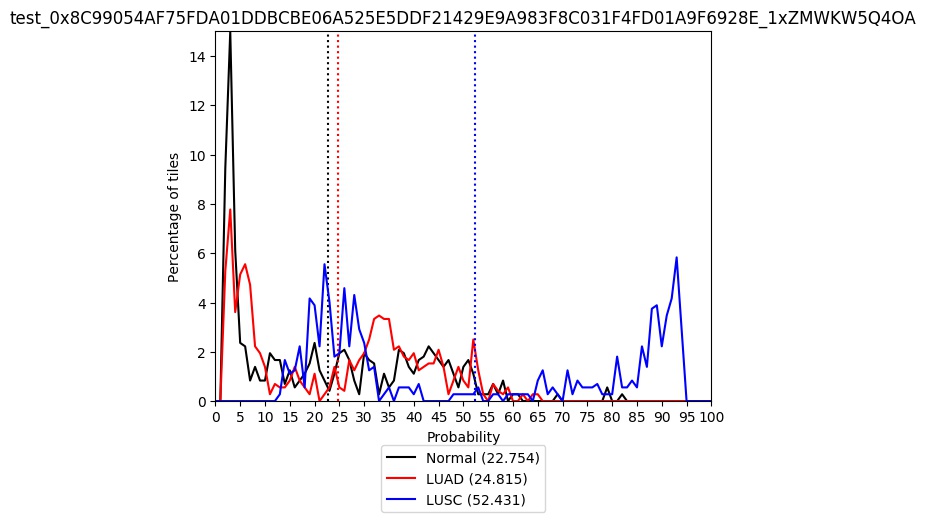 test_0x8C99054AF75FDA01DDBCBE06A525E5DDF21429E9A983F8C031F4FD01A9F6928E_1xZMWKW5Q4OA
14
12
10
8
6
4
2
0
Percentage of tiles
0 5 10 15 20 25 30 35 40 45 50 55 60 65 70 75 80 85 90 95 100
Probability
Normal (22.754)
LUAD (24.815)
LUSC (52.431)